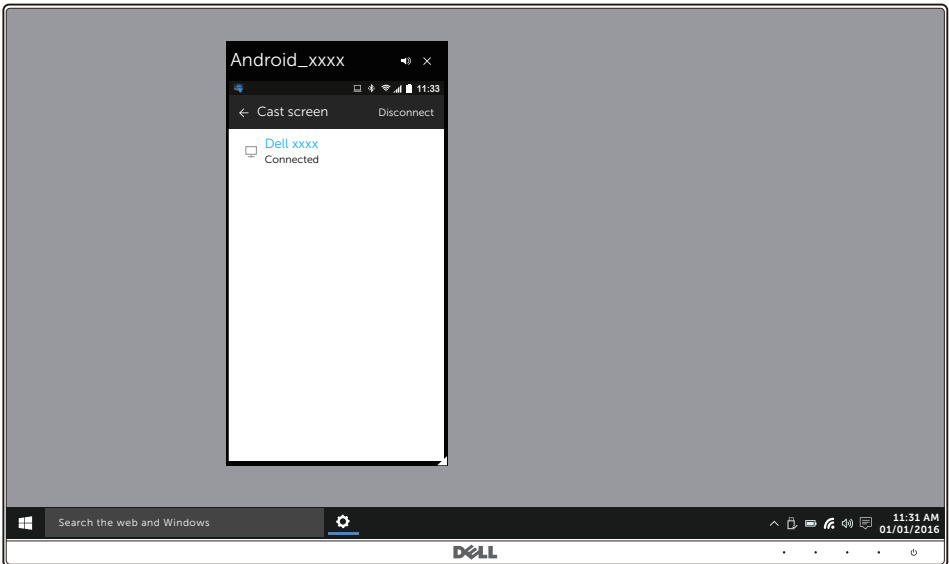 Android_xxxx
11:33
Cast screen Disconnect
Dell xxxx
Connected
Search the web and Windows
11:31 AM
01/01/2016
DELL